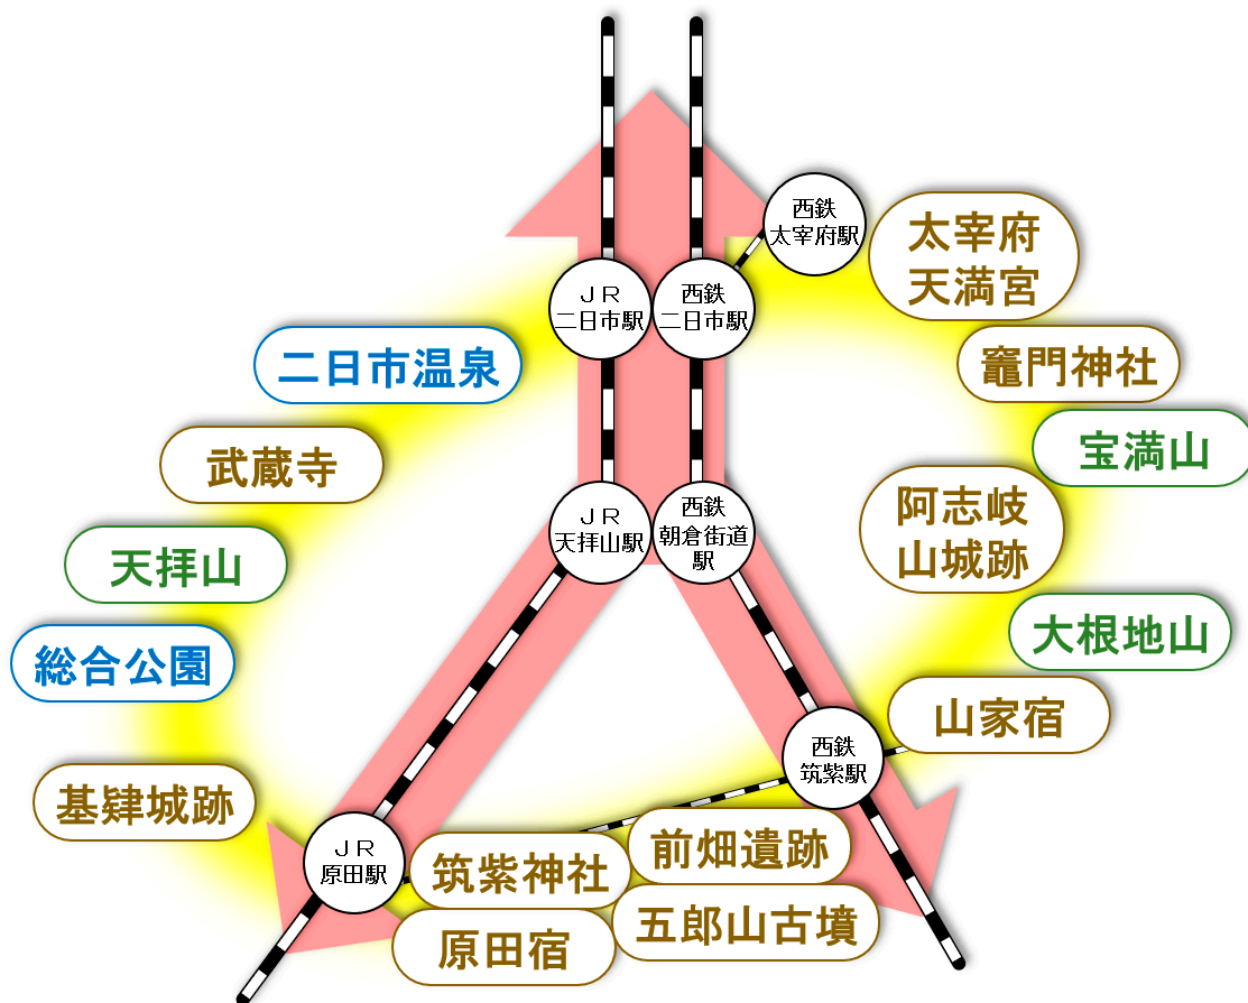 西鉄
太宰府駅
太宰府
天満宮
ＪＲ
二日市駅
西鉄
二日市駅
二日市温泉
竈門神社
武蔵寺
宝満山
ＪＲ
天拝山駅
西鉄
朝倉街道
駅
阿志岐
山城跡
天拝山
大根地山
総合公園
山家宿
西鉄
筑紫駅
基肄城跡
ＪＲ
原田駅
筑紫神社
前畑遺跡
原田宿
五郎山古墳